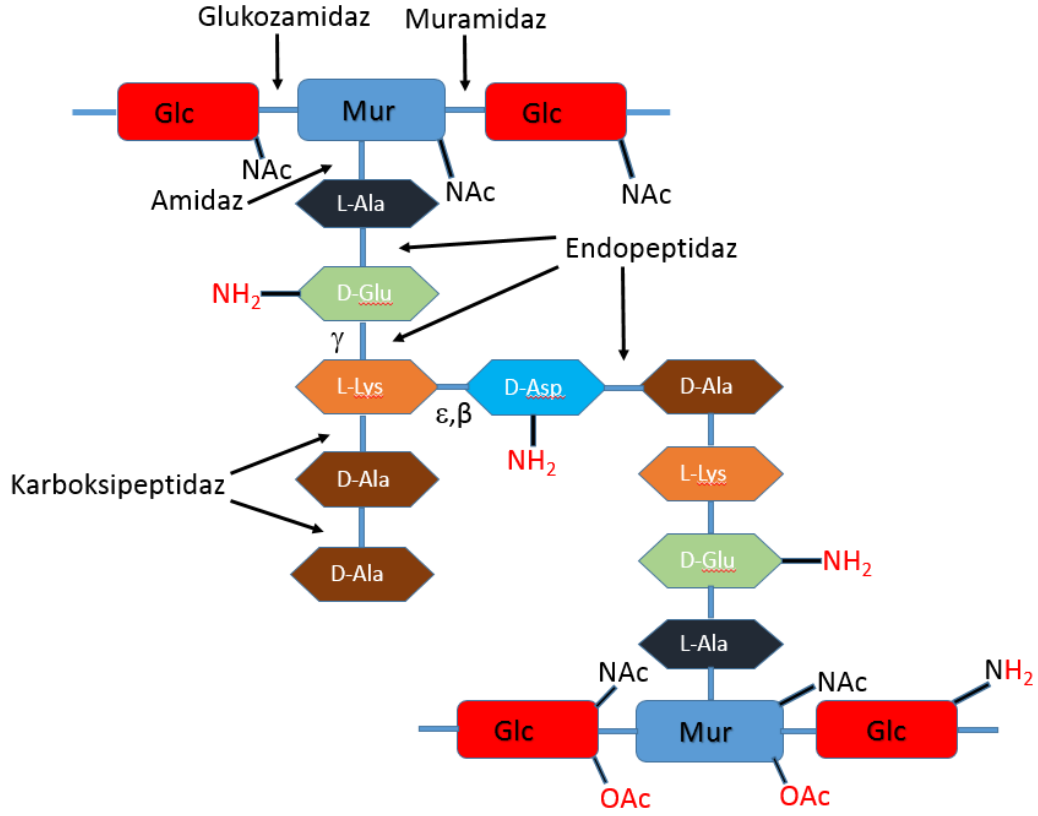 Glukozamidaz Muramidaz
Glc Mur Glc
NAc NAc NAc
Amidaz
L-Ala
Endopeptidaz
NH₂ D-Glu
γ
L-Lys D-Asp D-Ala
ε,β
NH₂
Karboksipeptidaz
D-Ala L-Lys
D-Ala D-Glu NH₂
L-Ala
NAc NAc NH₂
Glc Mur Glc
OAc OAc